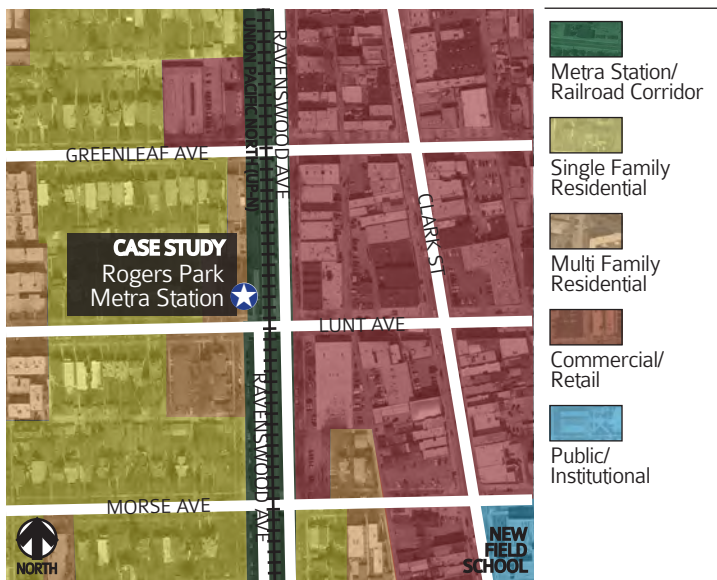 UNION PACIFIC NORTH (UP-N)
RAVENSWOOD AVE
GREENLEAF AVE
CLARK ST
CASE STUDY
Rogers Park
Metra Station
LUNT AVE
RAVENSWOOD AVE
MORSE AVE
NORTH
NEW
FIELD
SCHOOL
Metra Station/
Railroad Corridor
Single Family
Residential
Multi Family
Residential
Commercial/
Retail
Public/
Institutional